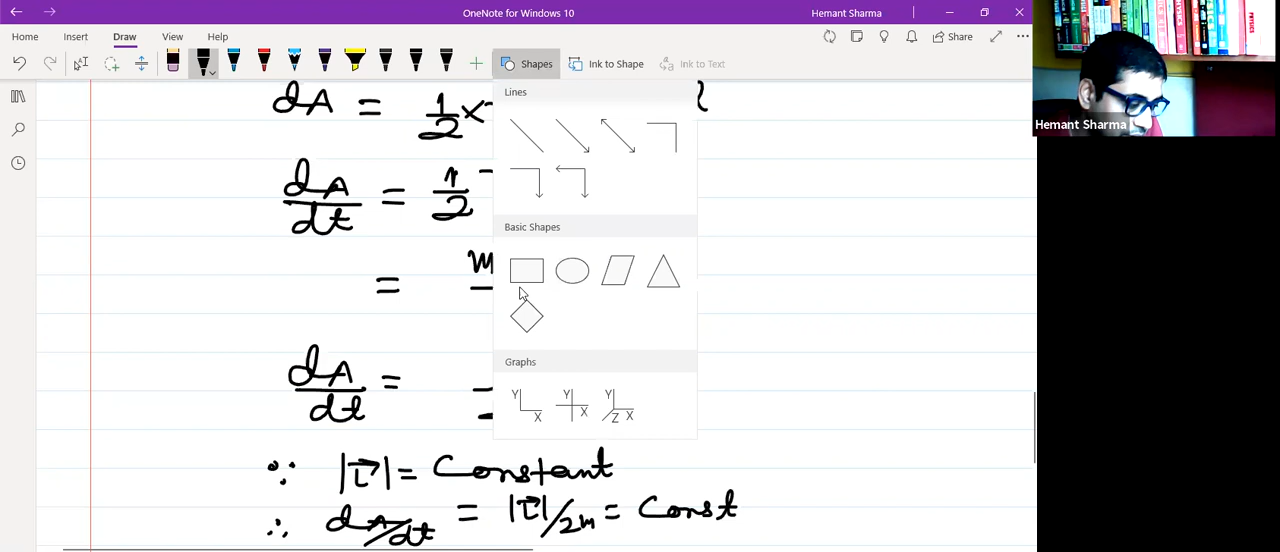 OneNote for Windows 10
Hemant Sharma
Home Insert Draw View Help
Share
Shapes Ink to Shape Ink to Text
Lines
Basic Shapes
Graphs
Y X Y X Y Z X
dA = 1/2 ×
dA/dt = 1/2
= m
dA/dt =
∵ |L⃗| = Constant
∴ dA/dt = |L⃗|/2m = Const
Hemant Sharma
PHYSICS